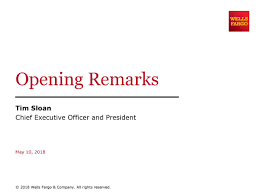 WELLS
FARGO
Opening Remarks
Tim Sloan
Chief Executive Officer and President
May 10, 2018
© 2018 Wells Fargo & Company. All rights reserved.